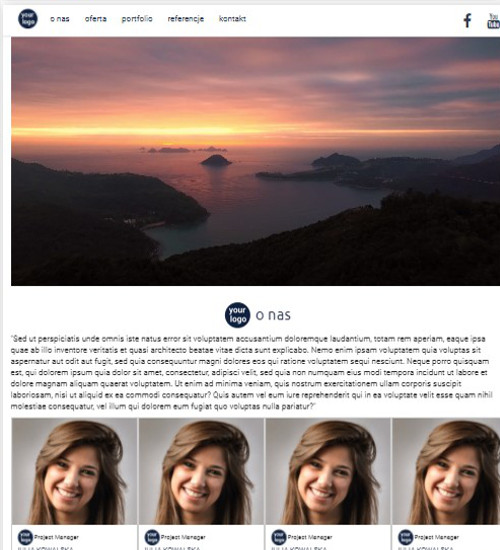 your logo o nas oferta portfolio referencje kontakt f You Tube
your logo o nas
"Sed ut perspiciatis unde omnis iste natus error sit voluptatem accusantium doloremque laudantium, totam rem aperiam, eaque ipsa
quae ab illo inventore veritatis et quasi architecto beatae vitae dicta sunt explicabo. Nemo enim ipsam voluptatem quia voluptas sit
aspernatur aut odit aut fugit, sed quia consequuntur magni dolores eos qui ratione voluptatem sequi nesciunt. Neque porro quisquam
est, qui dolorem ipsum quia dolor sit amet, consectetur, adipisci velit, sed quia non numquam eius modi tempora incidunt ut labore et
dolore magnam aliquam quaerat voluptatem. Ut enim ad minima veniam, quis nostrum exercitationem ullam corporis suscipit
laboriosam, nisi ut aliquid ex ea commodi consequatur? Quis autem vel eum iure reprehenderit qui in ea voluptate velit esse quam nihil
molestiae consequatur, vel illum qui dolorem eum fugiat quo voluptas nulla pariatur?"
your logo Project Manager your logo Project Manager your logo Project Manager your logo Project Manager
JULIA KOWALSKA JULIA KOWALSKA JULIA KOWALSKA JULIA KOWALSKA